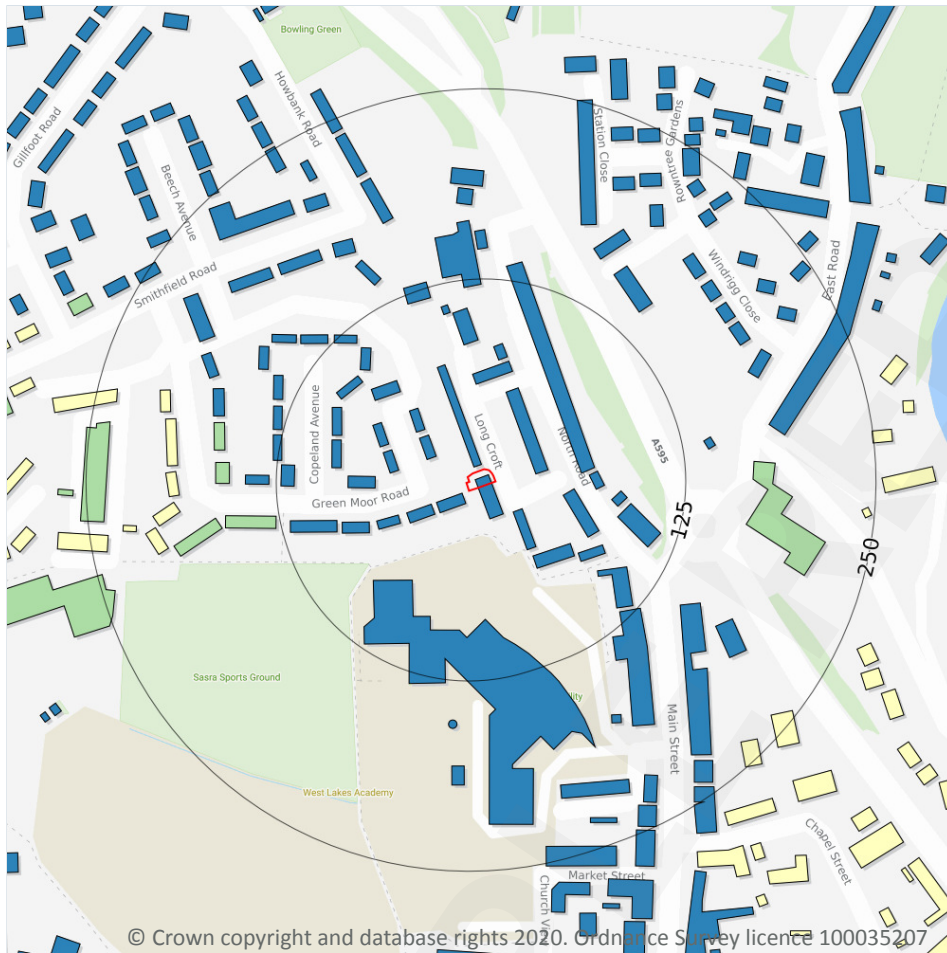 Bowling Green
Gillfoot Road
Howbank Road
Beech Avenue
Station Close
Rowntree Gardens
Smithfield Road
Windrigg Close
East Road
Copeland Avenue
Long Croft
North Road
A595
Green Moor Road
125
250
Sasra Sports Ground
Main Street
West Lakes Academy
Chapel Street
Market Street
Church View
© Crown copyright and database rights 2020. Ordnance Survey licence 100035207